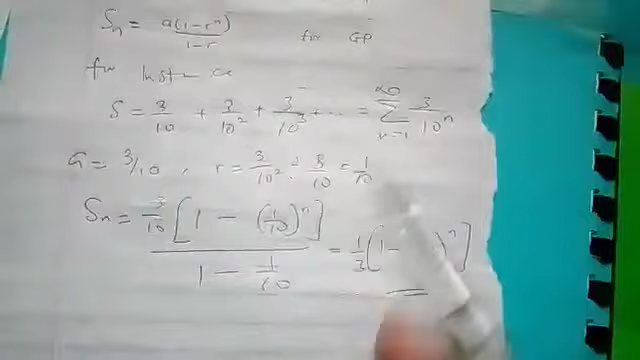 Sn = a(1-r^n)/(1-r) for GP
for Instance
S = 3/10 + 3/10^2 + 3/10^3 + ... = ∑_{n=1}^{∞} 3/10^n
a = 3/10 , r = 3/10^2 ÷ 3/10 = 1/10
Sn = 3/10 [1 - (1/10)^n] / (1 - 1/10) = 1/3 [1 - )^n]